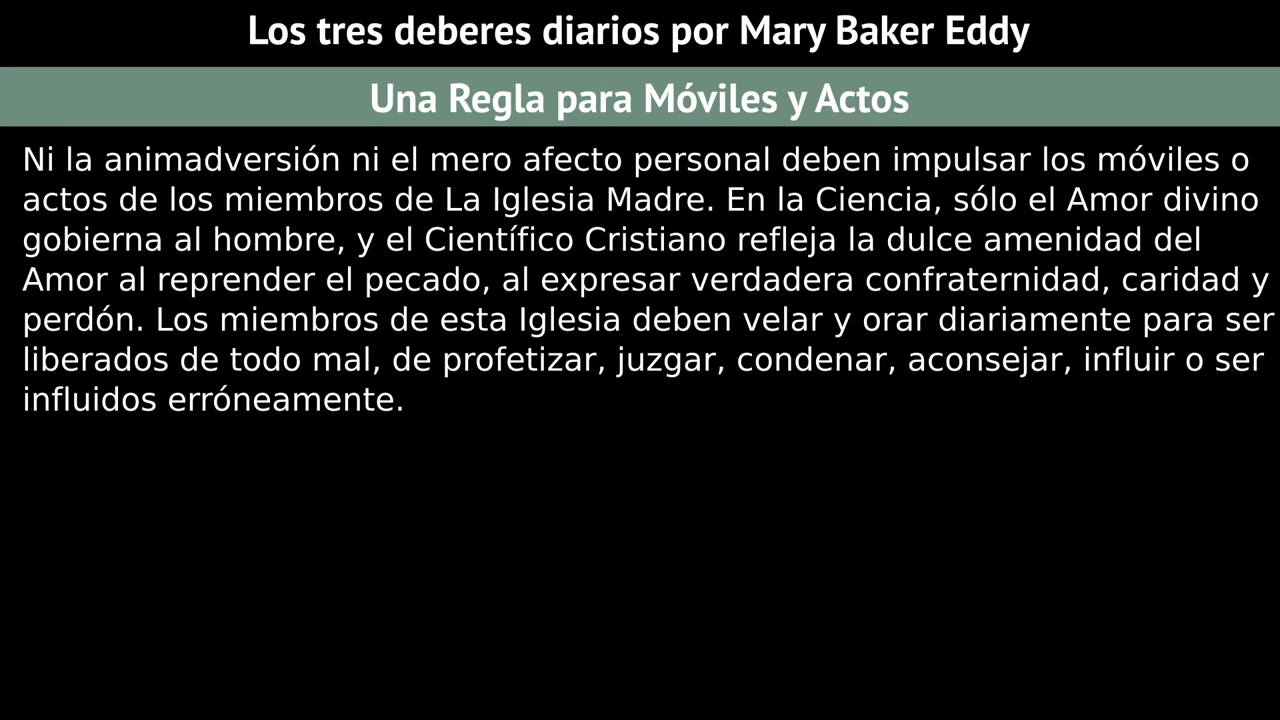 Los tres deberes diarios por Mary Baker Eddy
Una Regla para Móviles y Actos
Ni la animadversión ni el mero afecto personal deben impulsar los móviles o
actos de los miembros de La Iglesia Madre. En la Ciencia, sólo el Amor divino
gobierna al hombre, y el Científico Cristiano refleja la dulce amenidad del
Amor al reprender el pecado, al expresar verdadera confraternidad, caridad y
perdón. Los miembros de esta Iglesia deben velar y orar diariamente para ser
liberados de todo mal, de profetizar, juzgar, condenar, aconsejar, influir o ser
influidos erróneamente.